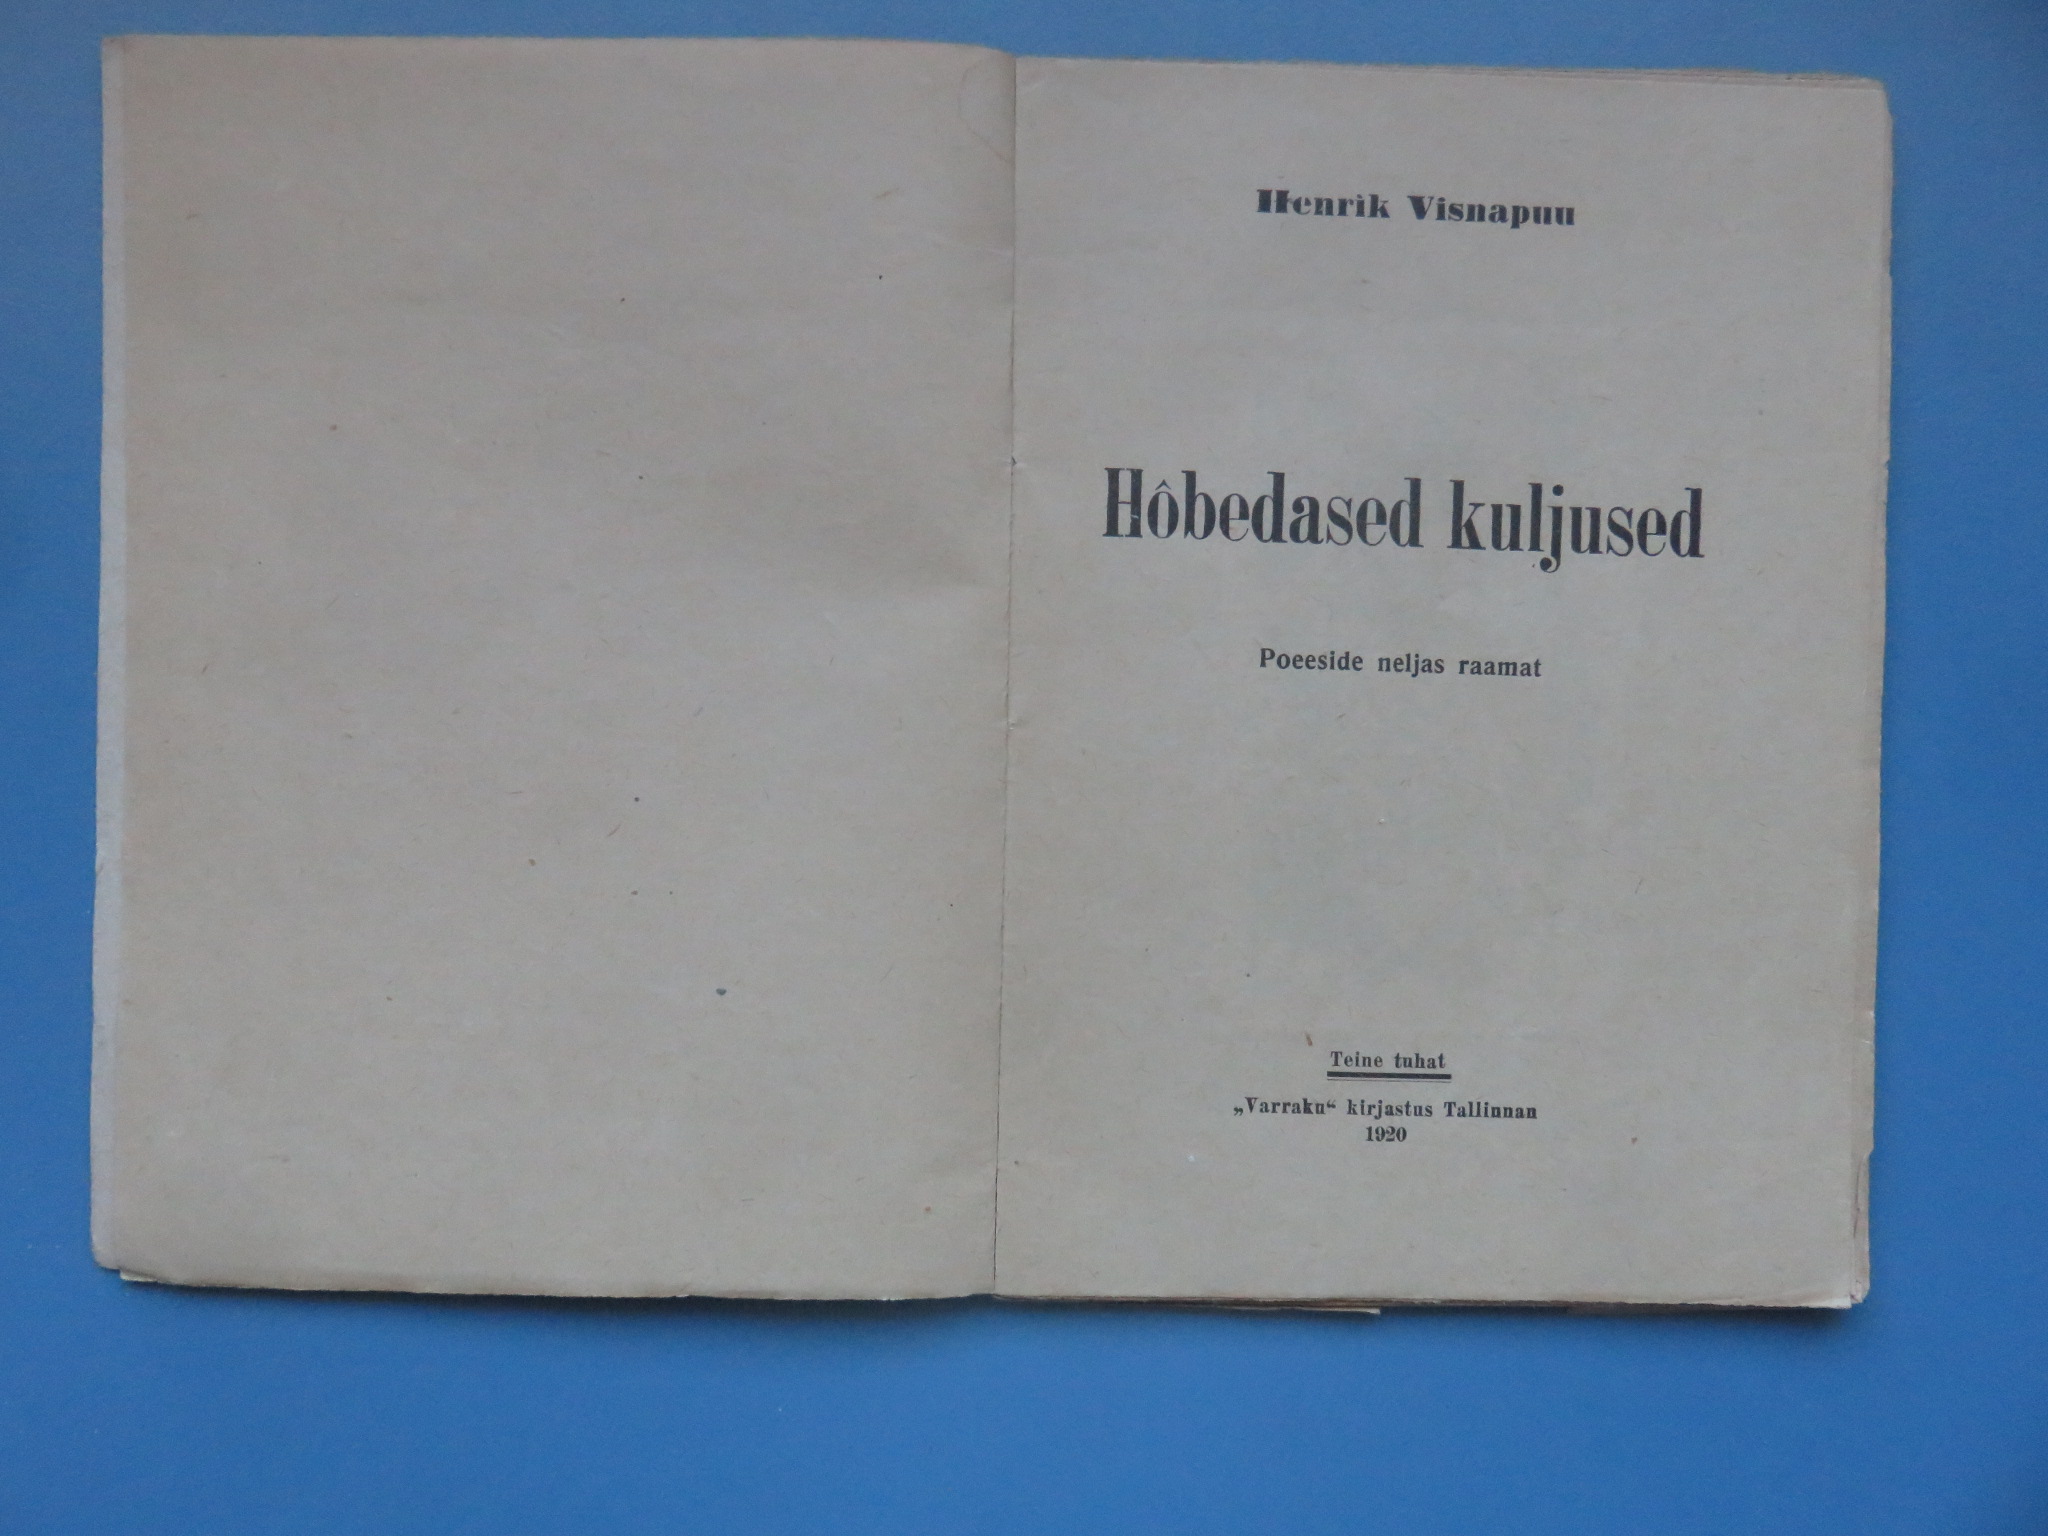 Henrik Visnapuu
Hôbedased kuljused
Poeeside neljas raamat
Teine tuhat
„Varraku“ kirjastus Tallinnan
1920